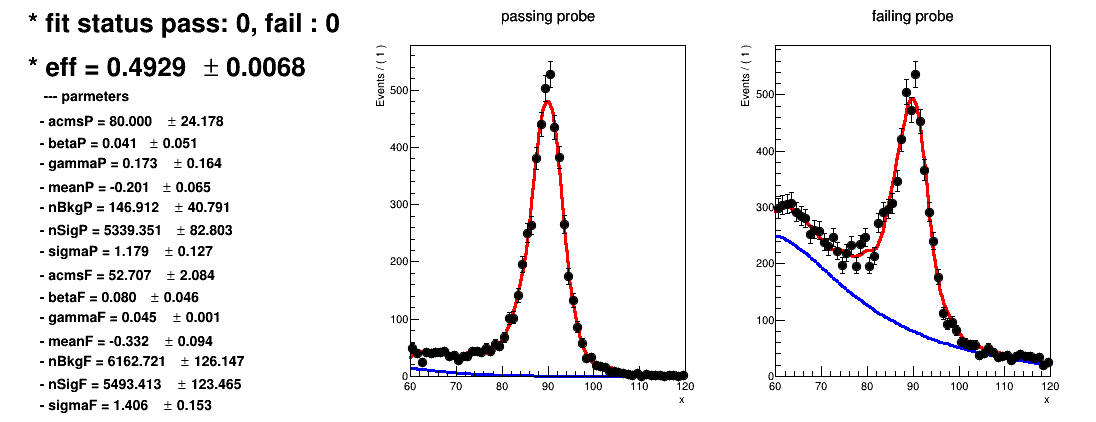 * fit status pass: 0, fail : 0
* eff = 0.4929 ± 0.0068
--- parmeters
- acmsP = 80.000 ± 24.178
- betaP = 0.041 ± 0.051
- gammaP = 0.173 ± 0.164
- meanP = -0.201 ± 0.065
- nBkgP = 146.912 ± 40.791
- nSigP = 5339.351 ± 82.803
- sigmaP = 1.179 ± 0.127
- acmsF = 52.707 ± 2.084
- betaF = 0.080 ± 0.046
- gammaF = 0.045 ± 0.001
- meanF = -0.332 ± 0.094
- nBkgF = 6162.721 ± 126.147
- nSigF = 5493.413 ± 123.465
- sigmaF = 1.406 ± 0.153
passing probe
Events / ( 1 )
500
400
300
200
100
0
60 70 80 90 100 110 120
x
failing probe
Events / ( 1 )
500
400
300
200
100
0
60 70 80 90 100 110 120
x